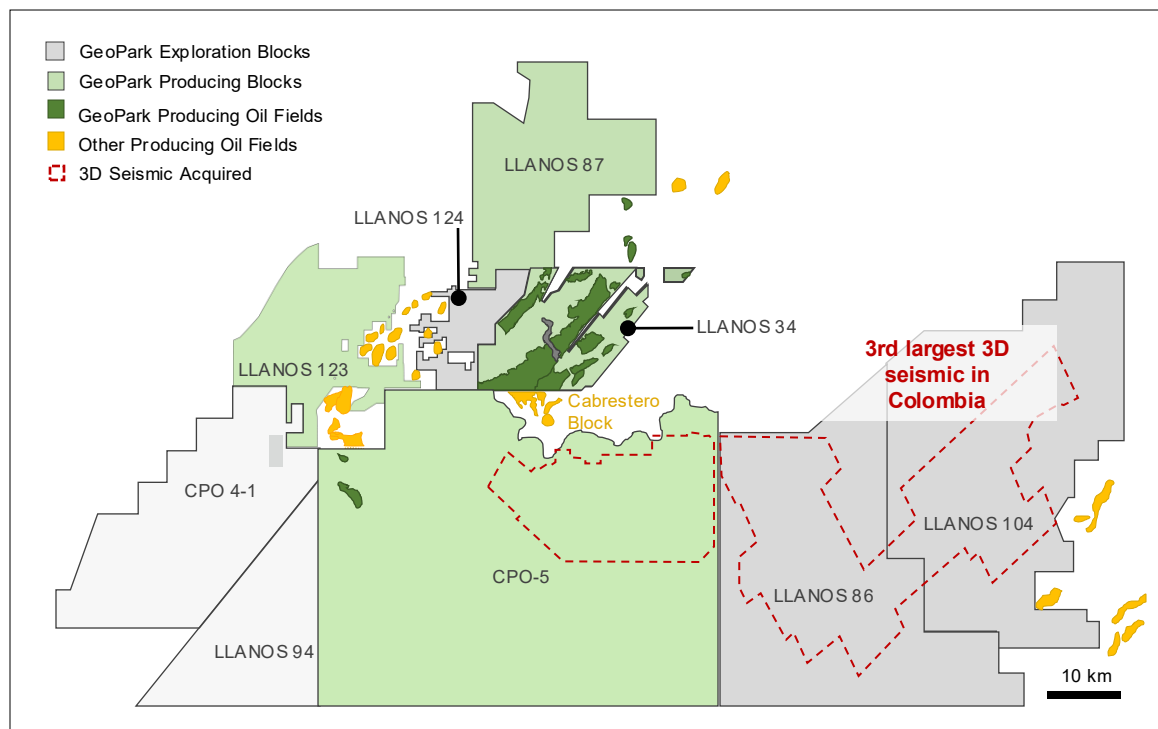 GeoPark Exploration Blocks
GeoPark Producing Blocks
GeoPark Producing Oil Fields
Other Producing Oil Fields
3D Seismic Acquired
LLANOS 87
LLANOS 124
LLANOS 34
3rd largest 3D
seismic in
Colombia
LLANOS 123
Cabrestero
Block
CPO 4-1
LLANOS 104
CPO-5
LLANOS 86
LLANOS 94
10 km